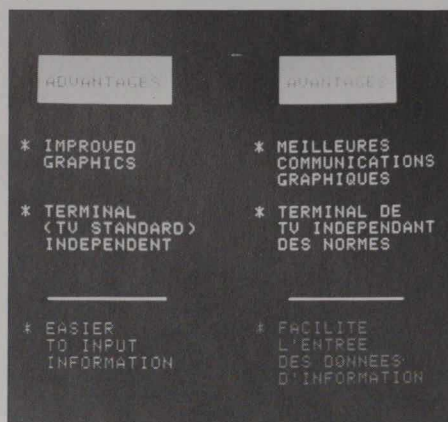 ADVANTAGES
* IMPROVED
GRAPHICS
* TERMINAL
(TV STANDARD)
INDEPENDENT
* EASIER
TO INPUT
INFORMATION
AVANTAGES
* MEILLEURES
COMMUNICATIONS
GRAPHIQUES
* TERMINAL DE
TV INDEPENDANT
DES NORMES
* FACILITE
L'ENTREE
DES DONNEES
D'INFORMATION